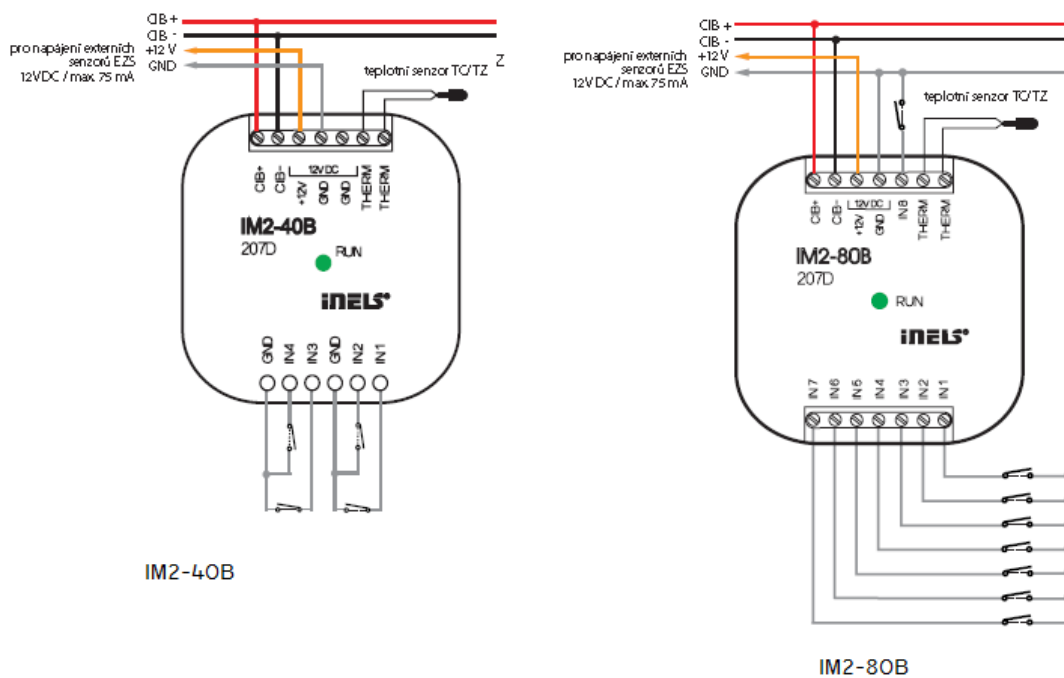 CIB +
CIB -
+12 V
GND
pro napájení externích
senzorů EZS
12V DC / max. 75 mA
Z
teplotní senzor TC/TZ
CIB+
CIB-
+12V
GND
GND
THERM
THERM
12V DC
IM2-40B
207D
RUN
iNELS
GND
IN4
IN3
GND
IN2
IN1
IM2-40B
CIB +
CIB -
+12 V
GND
pro napájení externích
senzorů EZS
12V DC / max. 75 mA
teplotní senzor TC/TZ
CIB+
CIB-
+12V
GND
IN8
THERM
THERM
12V DC
IM2-80B
207D
RUN
iNELS
IN7
IN6
IN5
IN4
IN3
IN2
IN1
IM2-80B